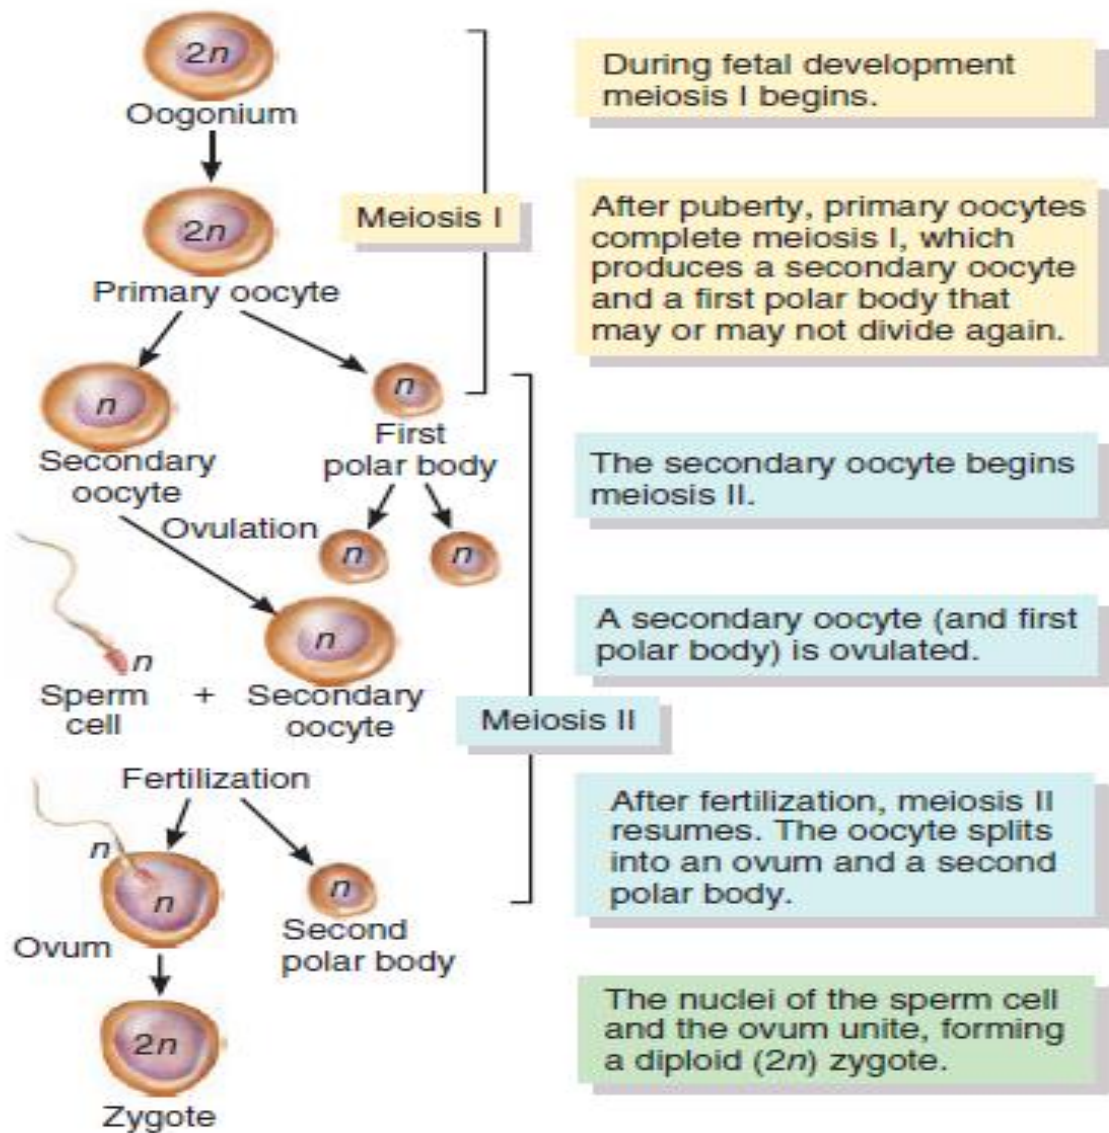 2n
Oogonium
During fetal development
meiosis I begins.
2n
Primary oocyte
Meiosis I
After puberty, primary oocytes
complete meiosis I, which
produces a secondary oocyte
and a first polar body that
may or may not divide again.
n
Secondary
oocyte
n
First
polar body
The secondary oocyte begins
meiosis II.
Ovulation
n
n
n
Sperm
cell
+
n
Secondary
oocyte
A secondary oocyte (and first
polar body) is ovulated.
Meiosis II
Fertilization
n
n
Ovum
n
Second
polar body
After fertilization, meiosis II
resumes. The oocyte splits
into an ovum and a second
polar body.
2n
Zygote
The nuclei of the sperm cell
and the ovum unite, forming
a diploid (2n) zygote.